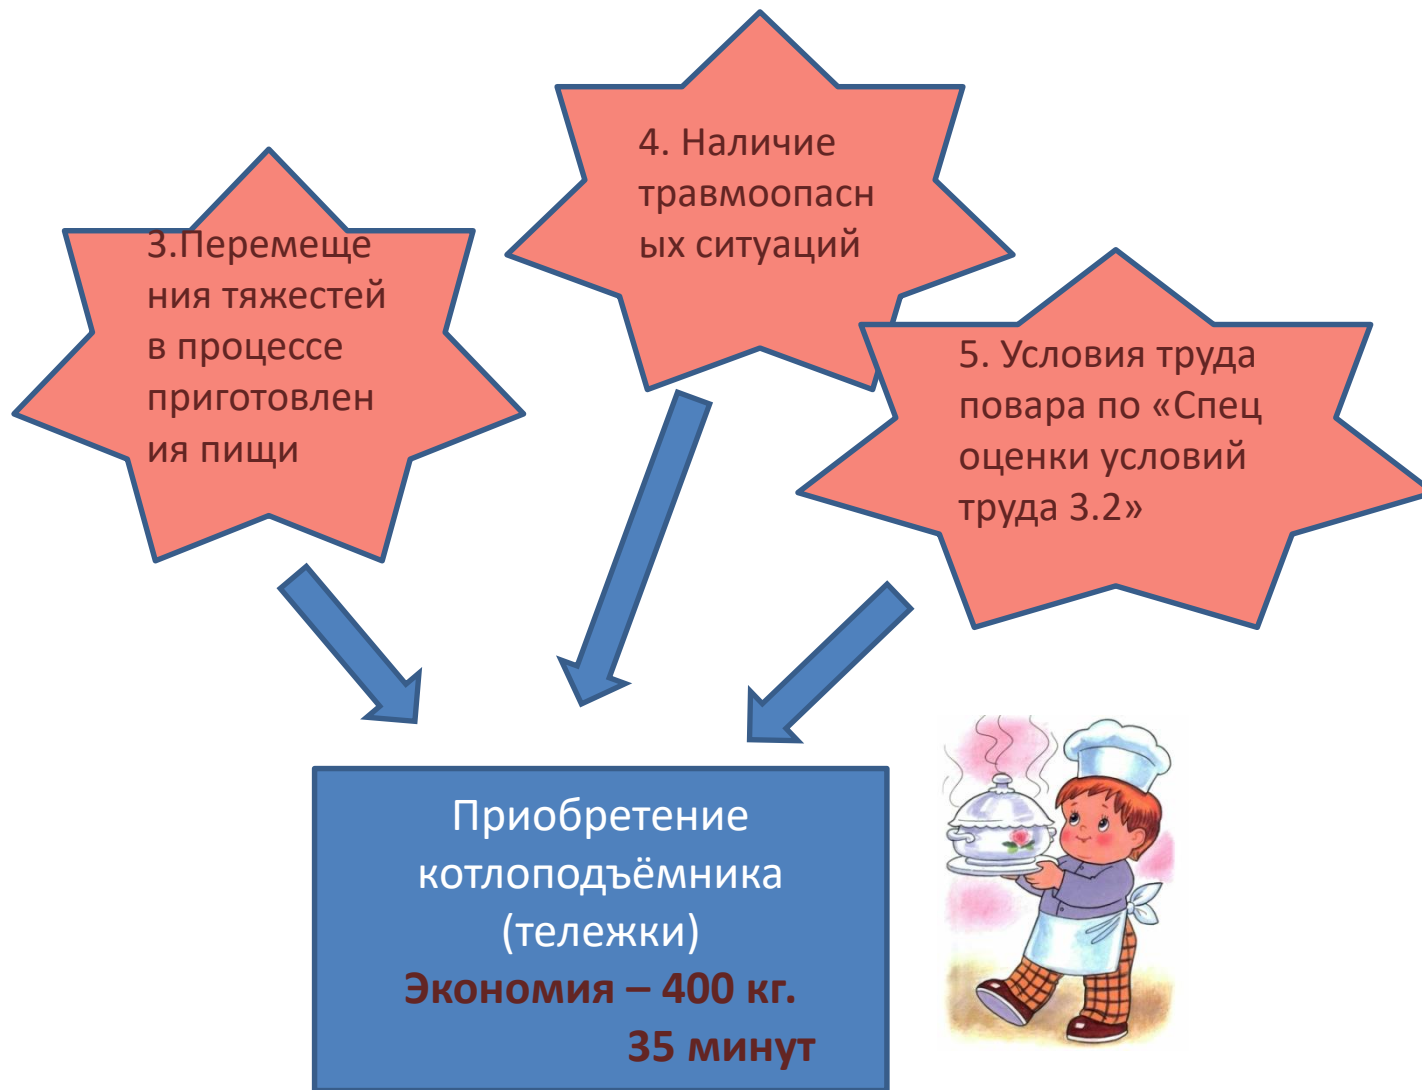 3.Перемеще
ния тяжестей
в процессе
приготовлен
ия пищи
4. Наличие
травмоопасн
ых ситуаций
5. Условия труда
повара по «Спец
оценки условий
труда 3.2»
Приобретение
котлоподъёмника
(тележки)
Экономия – 400 кг.
35 минут